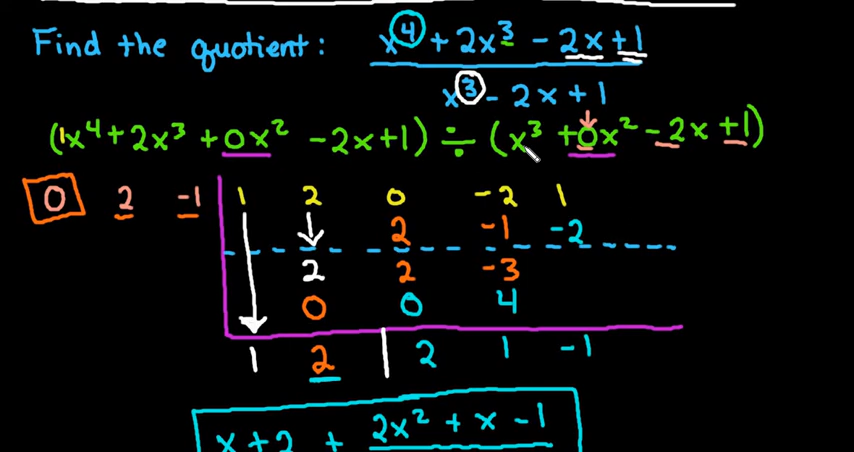 Find the quotient: x⁴ + 2x³ - 2x + 1
x³ - 2x + 1
(1x⁴ + 2x³ + 0x² - 2x + 1) ÷ (x³ + 0x² - 2x + 1)
0 2 -1 1 2 0 -2 1
2 -1 -2
2 2 -3
0 0 4
1 2 2 1 -1
x + 2 + 2x² + x - 1